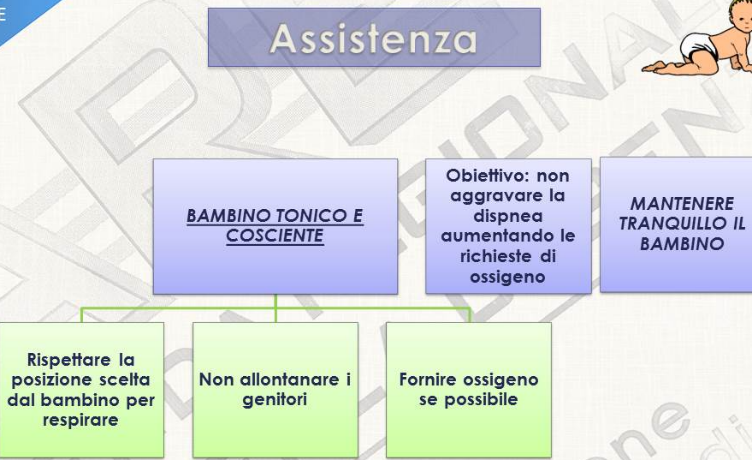 E
Assistenza
BAMBINO TONICO E
COSCIENTE
Obiettivo: non
aggravare la
dispnea
aumentando le
richieste di
ossigeno
MANTENERE
TRANQUILLO IL
BAMBINO
Rispettare la
posizione scelta
dal bambino per
respirare
Non allontanare i
genitori
Fornire ossigeno
se possibile